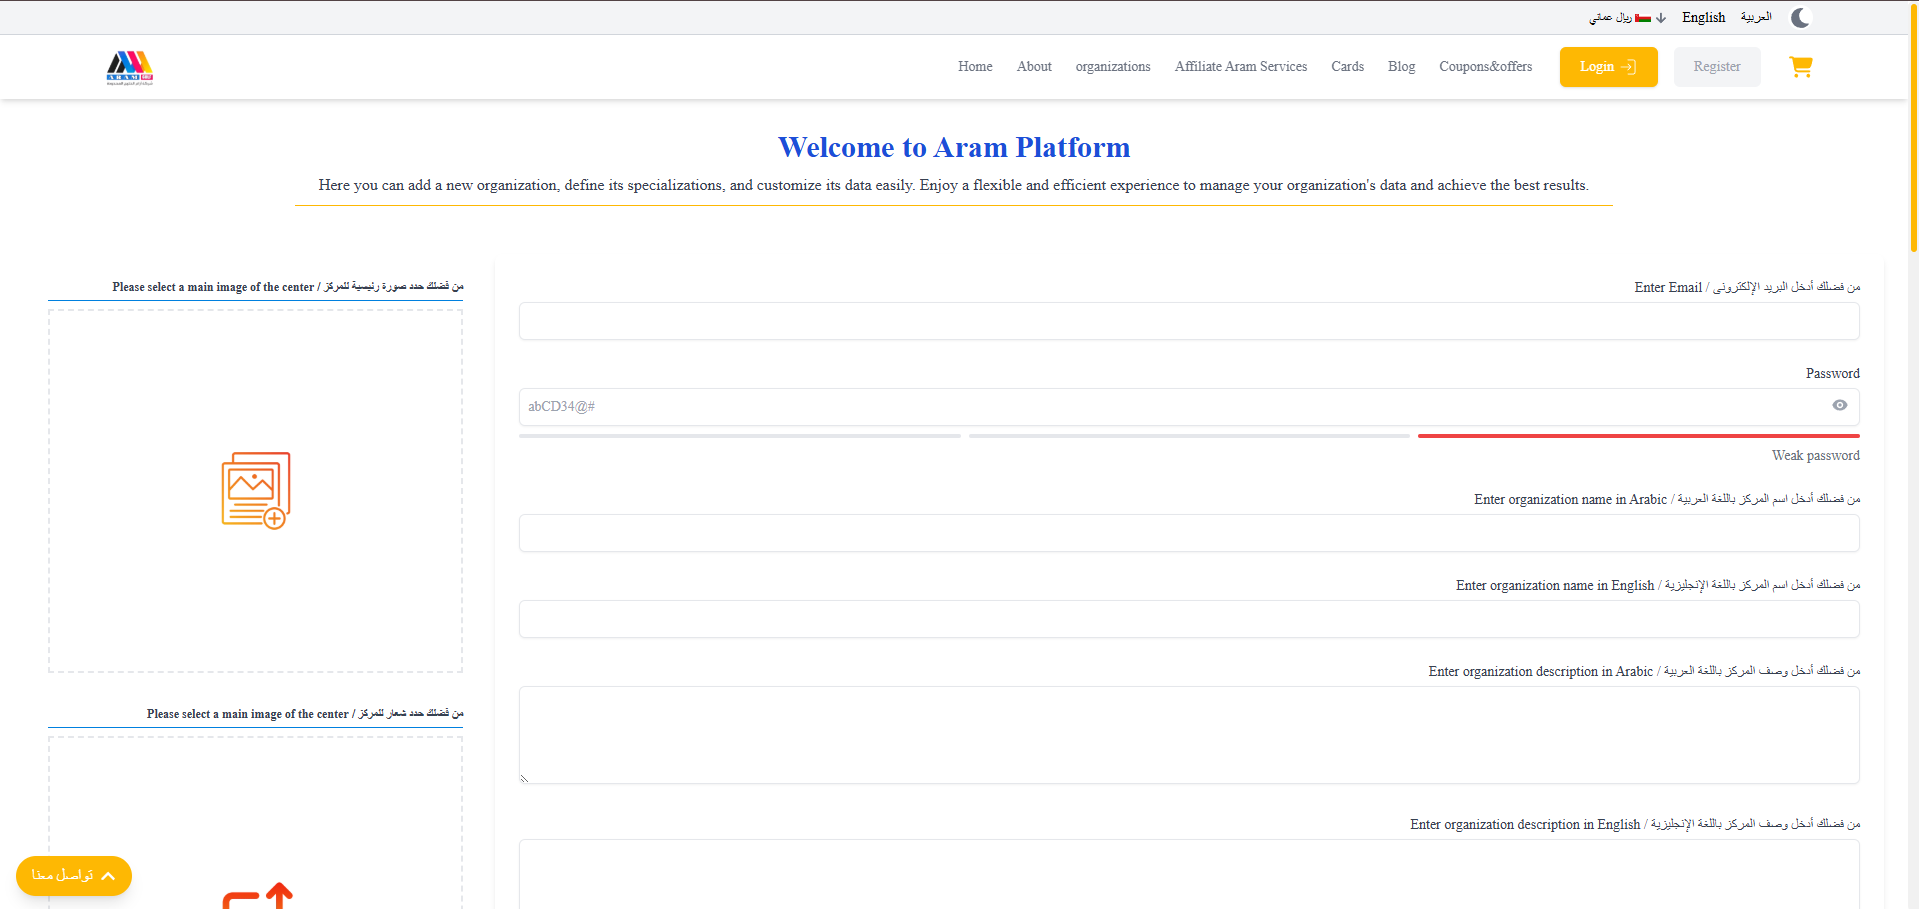 ريال عماني
English
العربية
ARAM
Home
About
organizations
Affiliate Aram Services
Cards
Blog
Coupons&offers
Login
Register
Welcome to Aram Platform
Here you can add a new organization, define its specializations, and customize its data easily. Enjoy a flexible and efficient experience to manage your organization's data and achieve the best results.
من فضلك حدد صورة رئيسية للمركز / Please select a main image of the center
من فضلك حدد شعار للمركز / Please select a main image of the center
من فضلك أدخل البريد الإلكترونى / Enter Email
Password
abCD34@#
Weak password
من فضلك أدخل اسم المركز باللغة العربية / Enter organization name in Arabic
من فضلك أدخل اسم المركز باللغة الإنجليزية / Enter organization name in English
من فضلك أدخل وصف المركز باللغة العربية / Enter organization description in Arabic
من فضلك أدخل وصف المركز باللغة الإنجليزية / Enter organization description in English
تواصل معنا